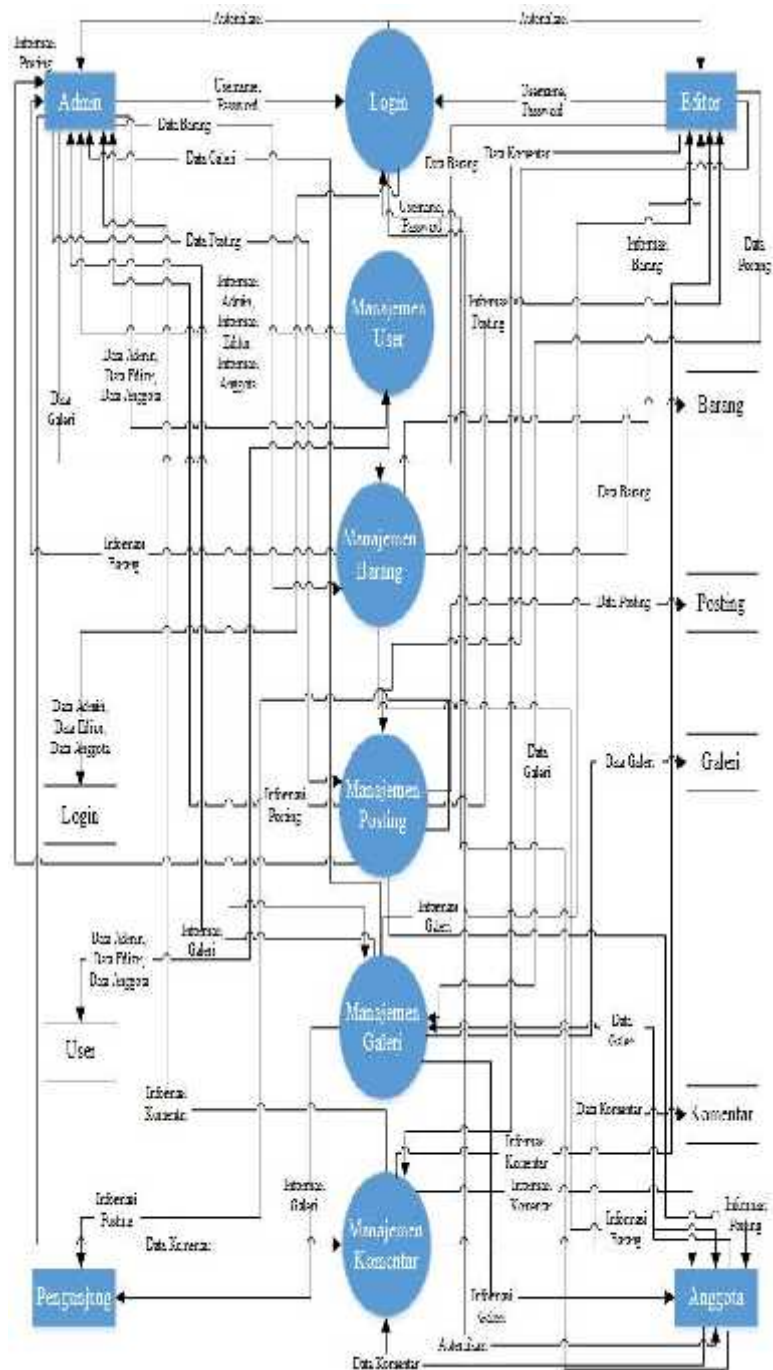 Autentikasi
Autentikasi
Informasi
Posting
Admin
Username,
Password
Login
Username,
Password
Editor
Data Barang
Data Galeri
Data Barang
Data Komentar
Username,
Password
Data Posting
Informasi
Admin,
Informasi
Editor
Informasi
Anggota
Manajemen
User
Informasi
Posting
Informasi
Barang
Data
Posting
Data Admin,
Data Editor,
Data Anggota
Data
Galeri
Barang
Data Barang
Informasi
Barang
Manajemen
Barang
Data Posting
Posting
Data Admin,
Data Editor,
Data Anggota
Data
Galeri
Data Galeri
Galeri
Login
Informasi
Posting
Manajemen
Posting
Informasi
Galeri
Informasi
Galeri
Data Admin,
Data Editor,
Data Anggota
User
Manajemen
Galeri
Data
Galeri
Informasi
Komentar
Data Komentar
Komentar
Informasi
Komentar
Informasi
Komentar
Informasi
Posting
Informasi
Galeri
Data Komentar
Manajemen
Komentar
Informasi
Barang
Informasi
Posting
Pengunjung
Informasi
Galeri
Anggota
Autentikasi
Data Komentar